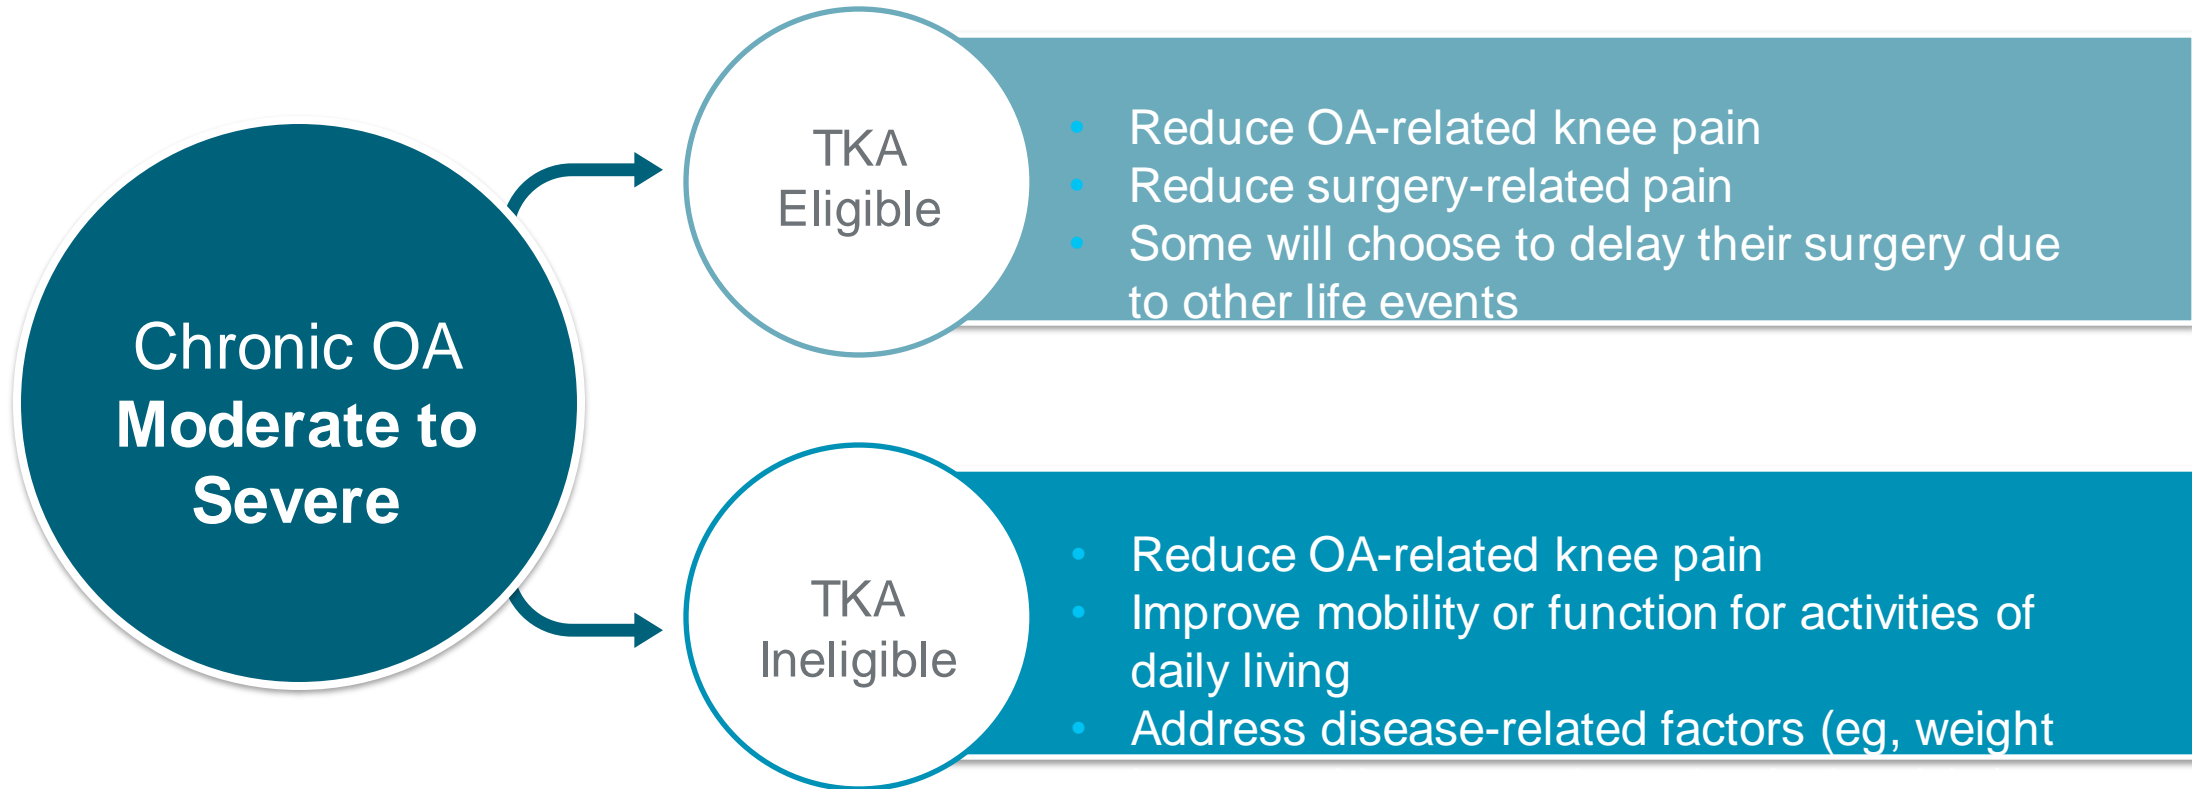 Chronic OA
Moderate to
Severe
TKA
Eligible
• Reduce OA-related knee pain
• Reduce surgery-related pain
• Some will choose to delay their surgery due
to other life events
TKA
Ineligible
• Reduce OA-related knee pain
• Improve mobility or function for activities of
daily living
• Address disease-related factors (eg, weight